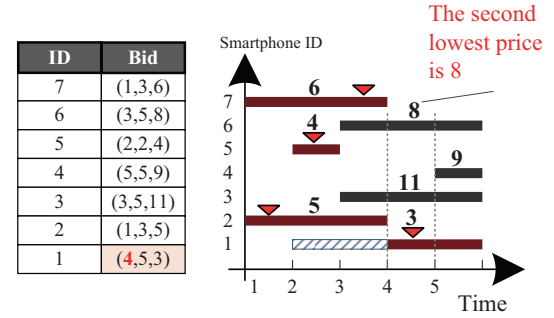 The second
lowest price
is 8
ID Bid
7 (1,3,6)
6 (3,5,8)
5 (2,2,4)
4 (5,5,9)
3 (3,5,11)
2 (1,3,5)
1 (4,5,3)
Smartphone ID
7 6
6 8
5 4
4 9
3 11
2 5
1 3
1 2 3 4 5
Time